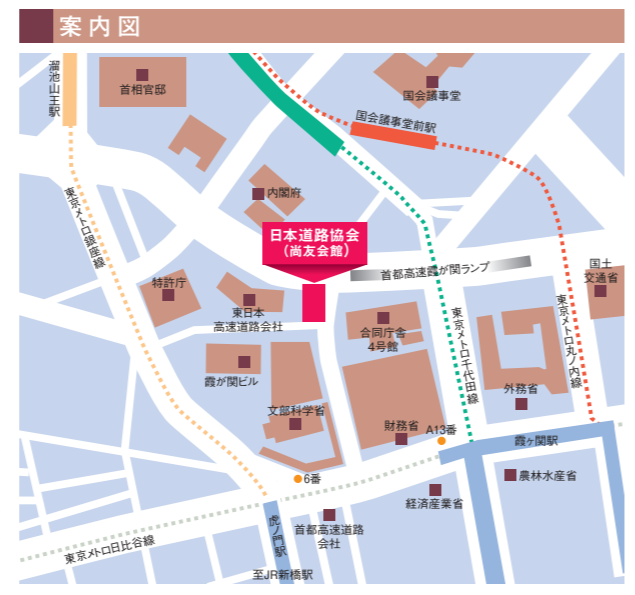 案内図
溜池山王駅
首相官邸
国会議事堂
国会議事堂前駅
内閣府
東京メトロ銀座線
日本道路協会
（尚友会館）
首都高速霞が関ランプ
国土
交通省
特許庁
東日本
高速道路会社
合同庁舎
4号館
東京メトロ千代田線
東京メトロ丸ノ内線
霞が関ビル
外務省
文部科学省
財務省
A13番
霞ヶ関駅
6番
農林水産省
経済産業省
虎ノ門駅
首都高速道路
会社
東京メトロ日比谷線
至JR新橋駅